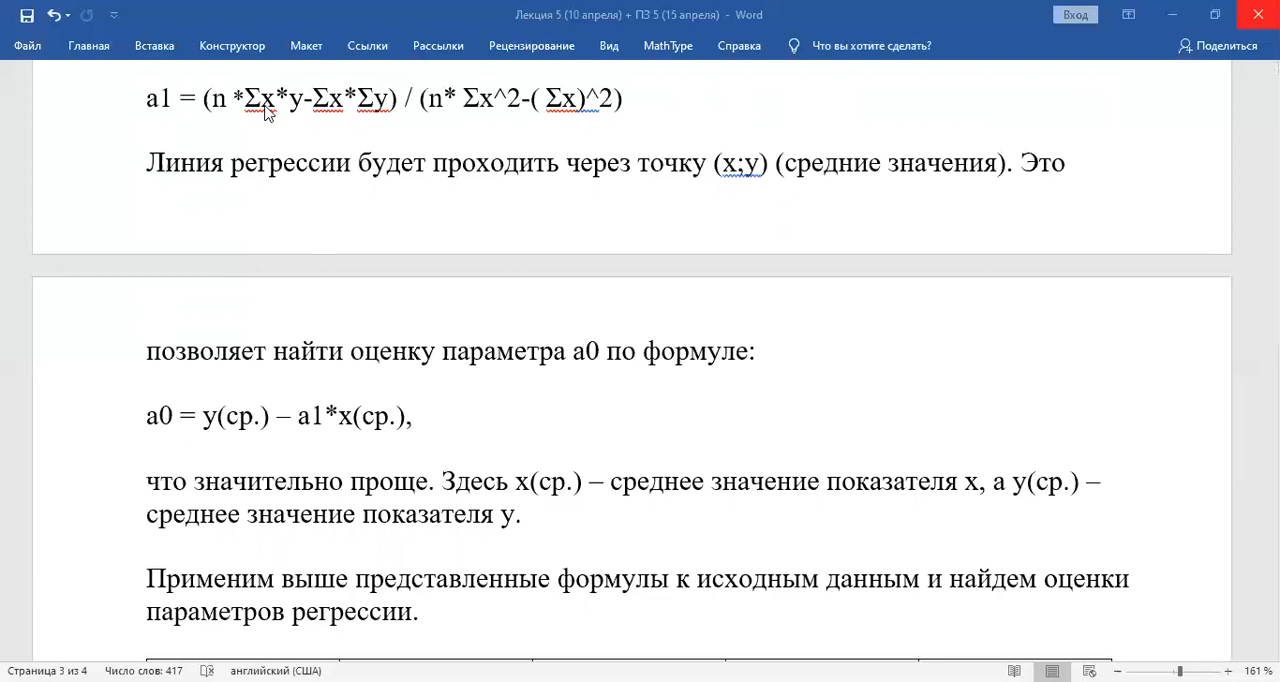 Лекция 5 (10 апреля) + ПЗ 5 (15 апреля) - Word
Вход
Файл Главная Вставка Конструктор Макет Ссылки Рассылки Рецензирование Вид MathType Справка Что вы хотите сделать? Поделиться
a1 = (n *Σx*y-Σx*Σy) / (n* Σx^2-( Σx)^2)
Линия регрессии будет проходить через точку (x;y) (средние значения). Это
позволяет найти оценку параметра a0 по формуле:
a0 = y(ср.) – a1*x(ср.),
что значительно проще. Здесь x(ср.) – среднее значение показателя x, а y(ср.) –
среднее значение показателя y.
Применим выше представленные формулы к исходным данным и найдем оценки
параметров регрессии.
Страница 3 из 4 Число слов: 417 английский (США) 161 %